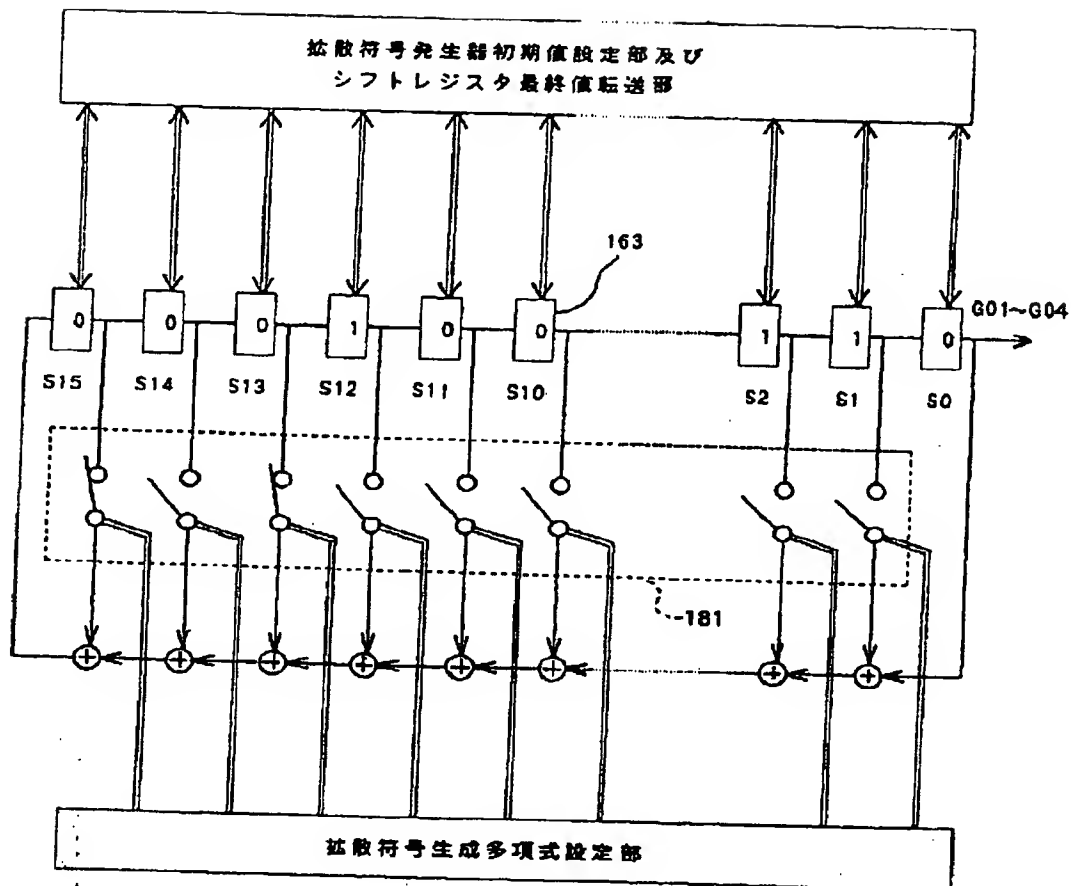 拡散符号発生器初期値設定部及び
シフトレジスタ最終値転送部
163
0 0 0 1 0 0 1 1 0
G01~G04
S15 S14 S13 S12 S11 S10 S2 S1 S0
181
拡散符号生成多項式設定部